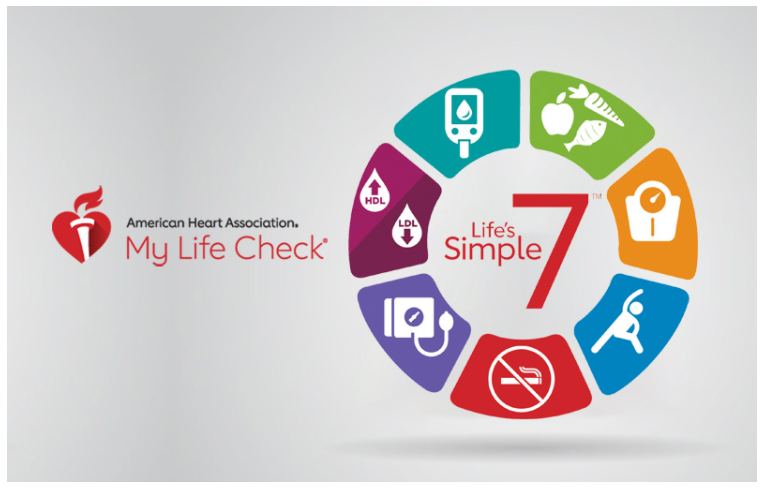 American Heart Association.
My Life Check®
HDL
LDL
Life's
Simple 7™